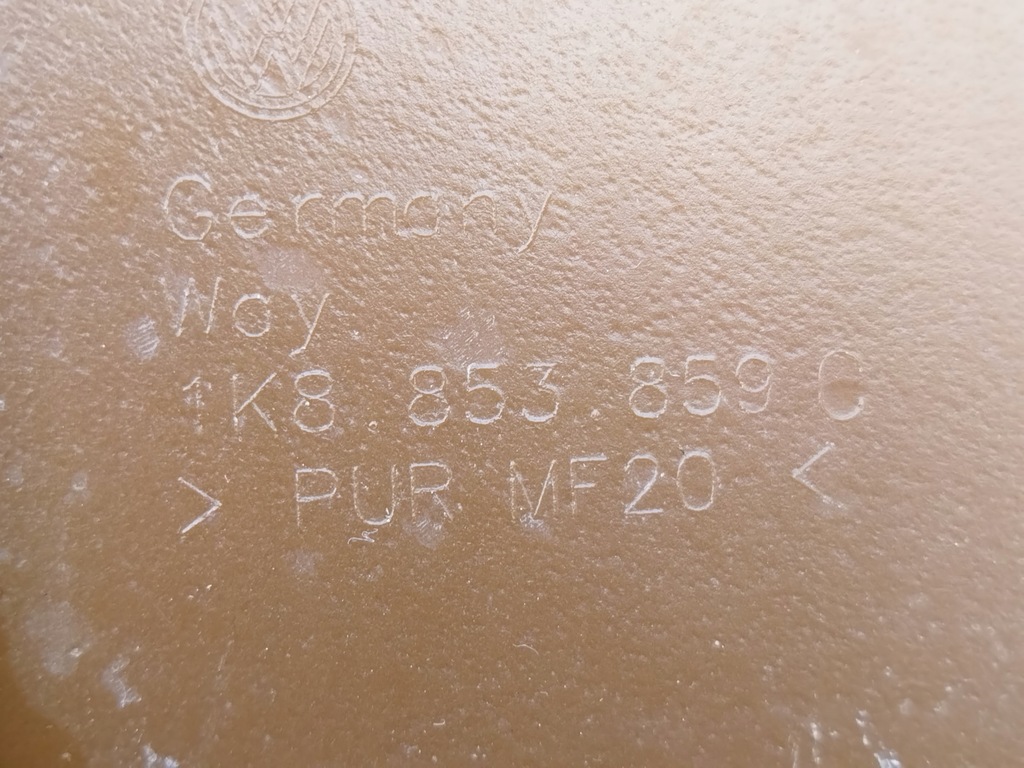 Germany
Way
1K8 853 859 C
> PUR MF20 <